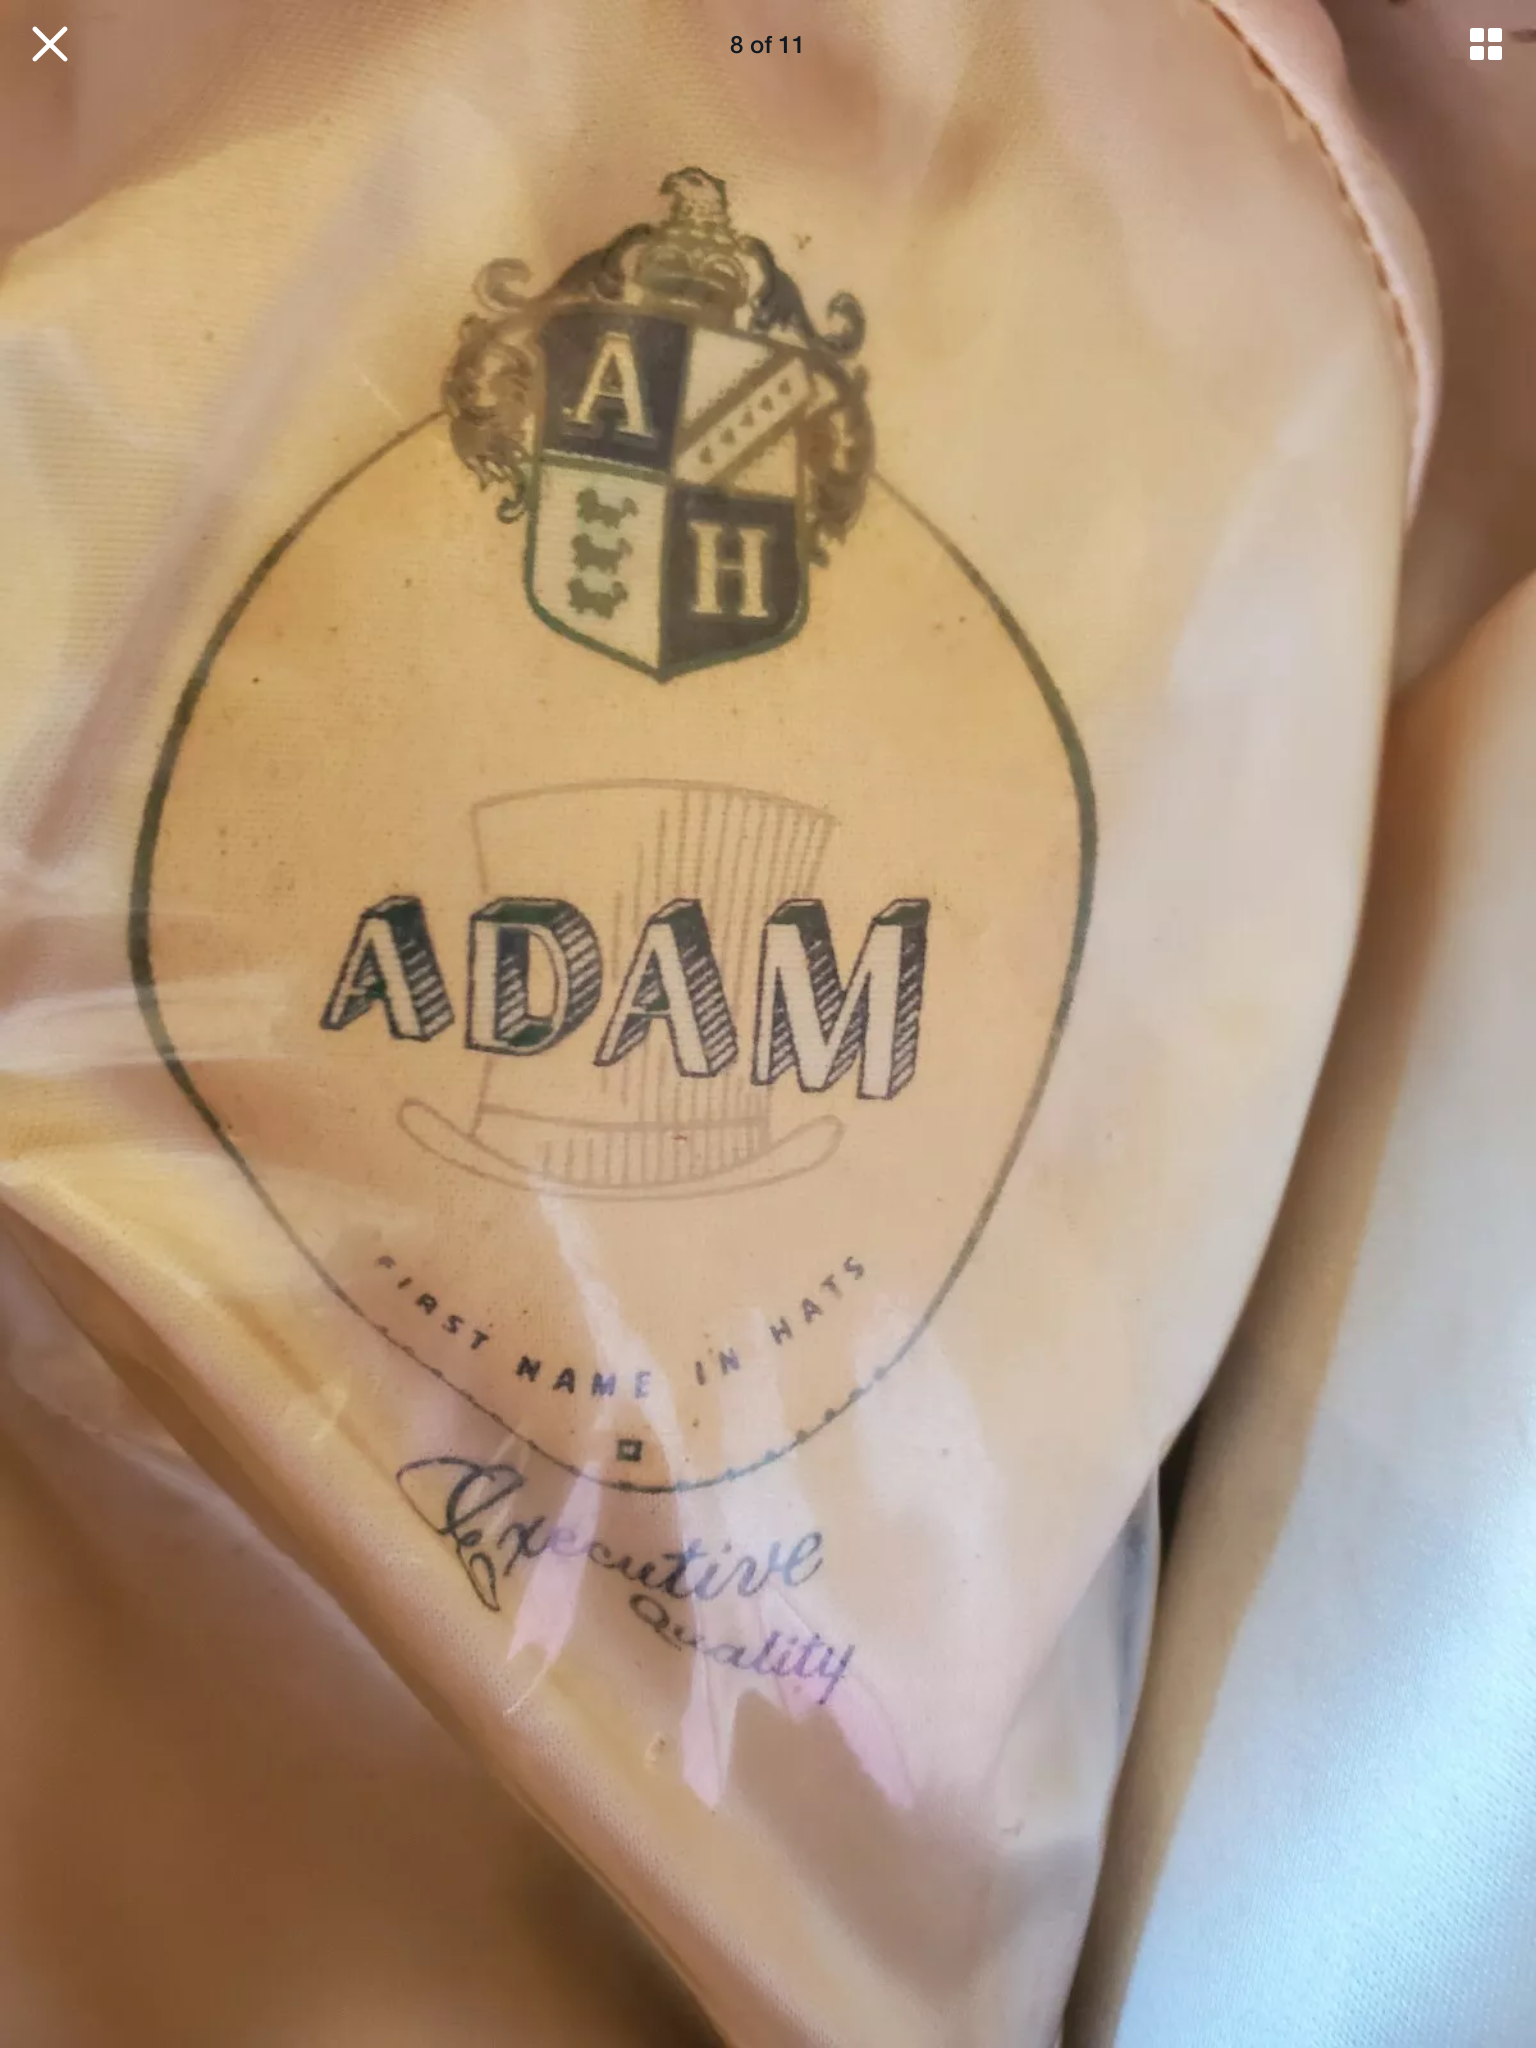 8 of 11
A
H
ADAM
FIRST NAME IN HATS
Executive
Quality